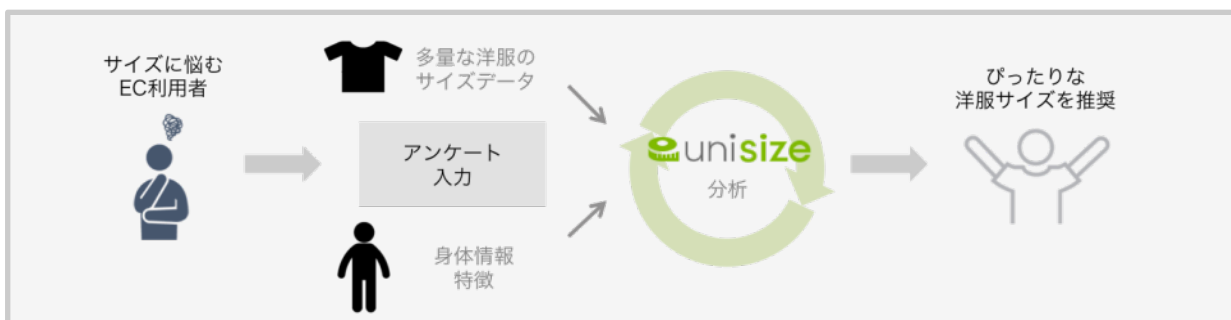 サイズに悩む
EC利用者
多量な洋服の
サイズデータ
アンケート
入力
身体情報
特徴
unisize
分析
ぴったりな
洋服サイズを推奨